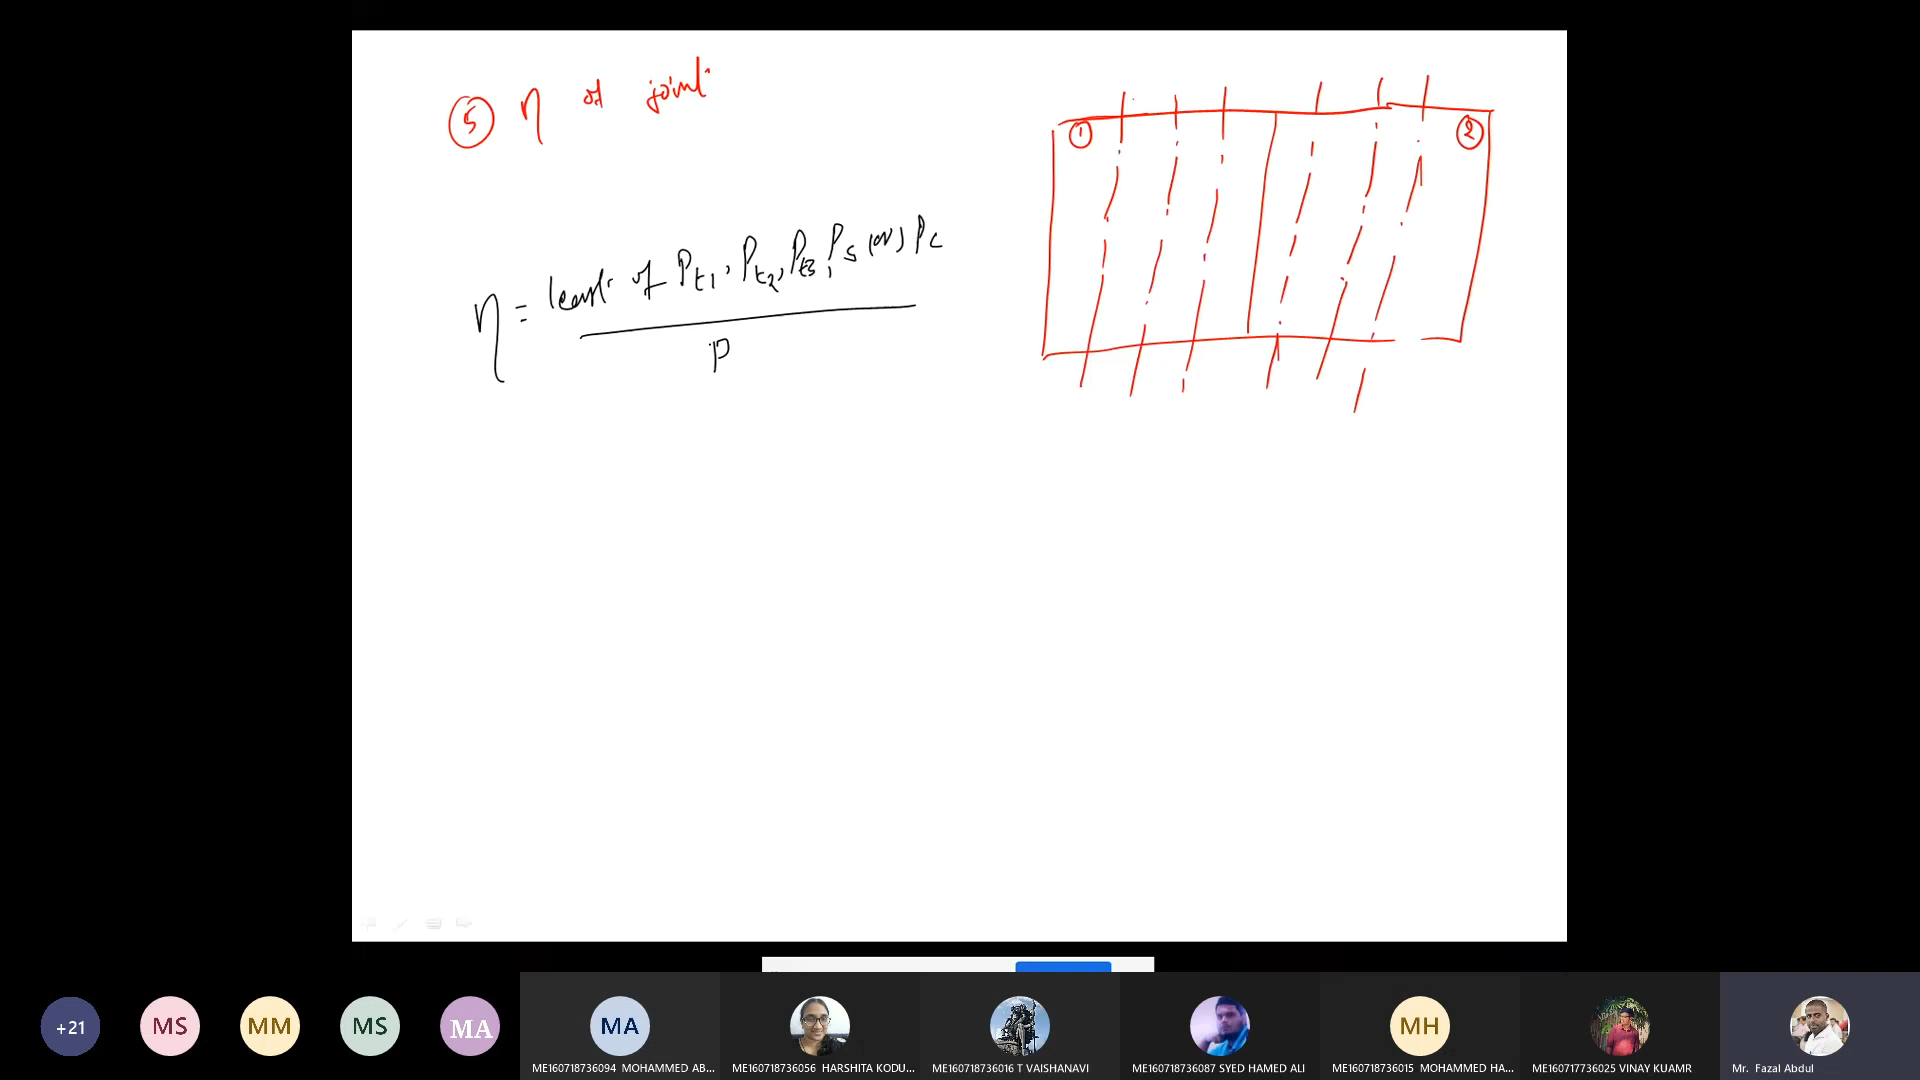 ⑤ η of joint
① ②
η = least of Pt1, Pt2, Pt3, Ps (or) Pc
P
+21 MS MM MS MA MA MH
ME160718736094 MOHAMMED AB... ME160718736056 HARSHITA KODU... ME160718736016 T VAISHANAVI ME160718736087 SYED HAMED ALI ME160718736015 MOHAMMED HA... ME160717736025 VINAY KUAMR Mr. Fazal Abdul